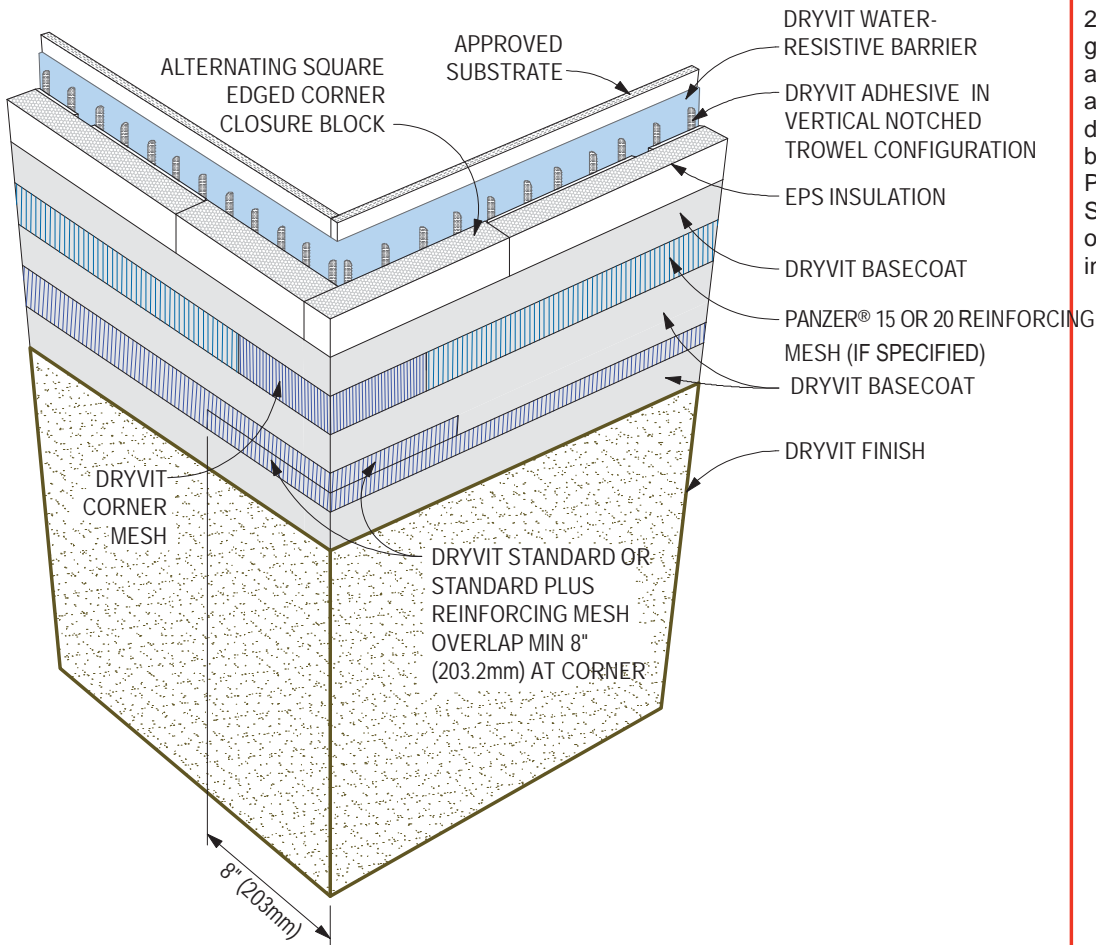 DRYVIT WATER-
RESISTIVE BARRIER
APPROVED
SUBSTRATE
ALTERNATING SQUARE
EDGED CORNER
CLOSURE BLOCK
DRYVIT ADHESIVE IN
VERTICAL NOTCHED
TROWEL CONFIGURATION
EPS INSULATION
DRYVIT BASECOAT
PANZER® 15 OR 20 REINFORCING
MESH (IF SPECIFIED)
DRYVIT BASECOAT
DRYVIT FINISH
DRYVIT
CORNER
MESH
DRYVIT STANDARD OR
STANDARD PLUS
REINFORCING MESH
OVERLAP MIN 8"
(203.2mm) AT CORNER
8" (203mm)
2